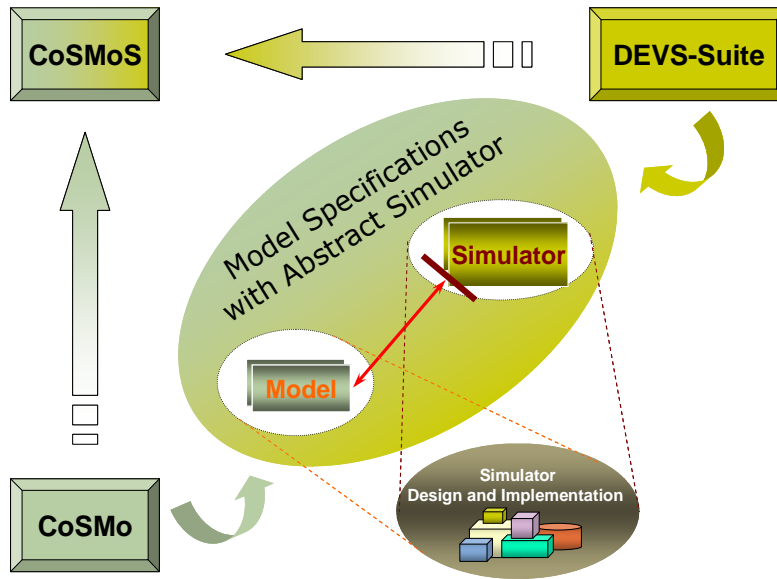 CoSMoS
DEVS-Suite
Model Specifications
with Abstract Simulator
Simulator
Model
Simulator
Design and Implementation
CoSMo